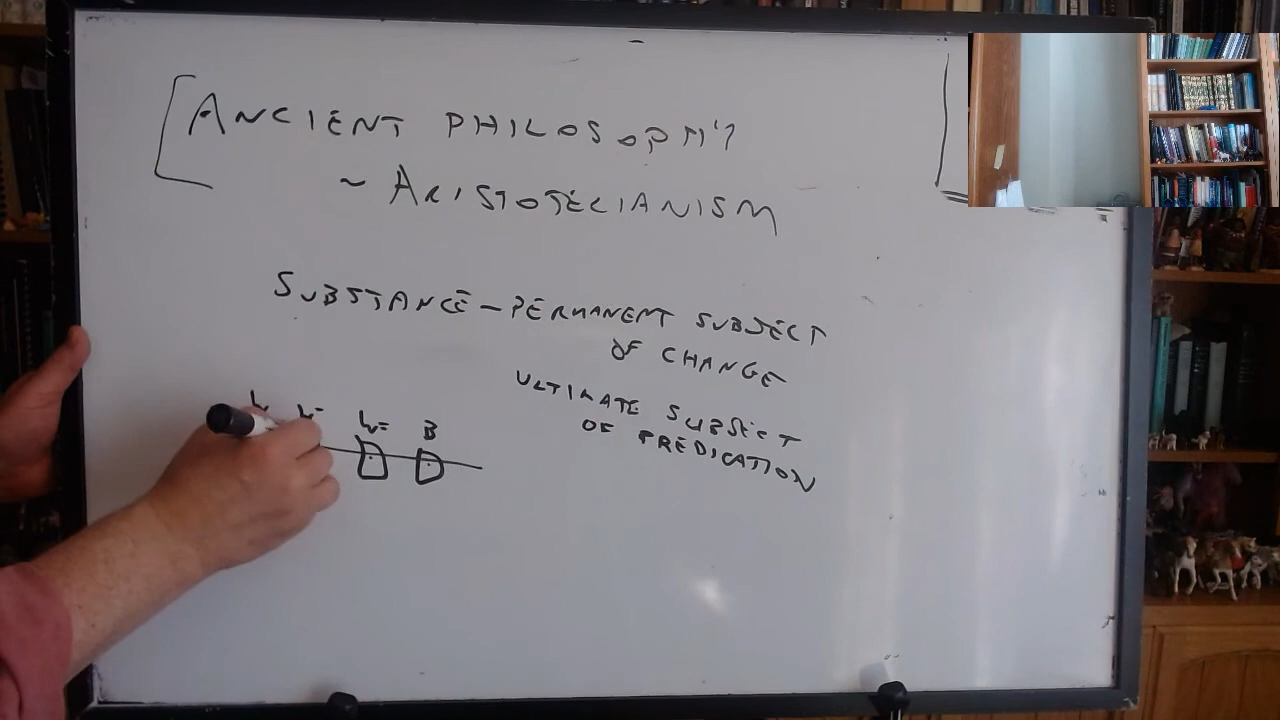 ANCIENT PHILOSOPHY
~ ARISTOTELIANISM
SUBSTANCE - PERMANENT SUBJECT
OF CHANGE
ULTIMATE SUBJECT
OF PREDICATION
B